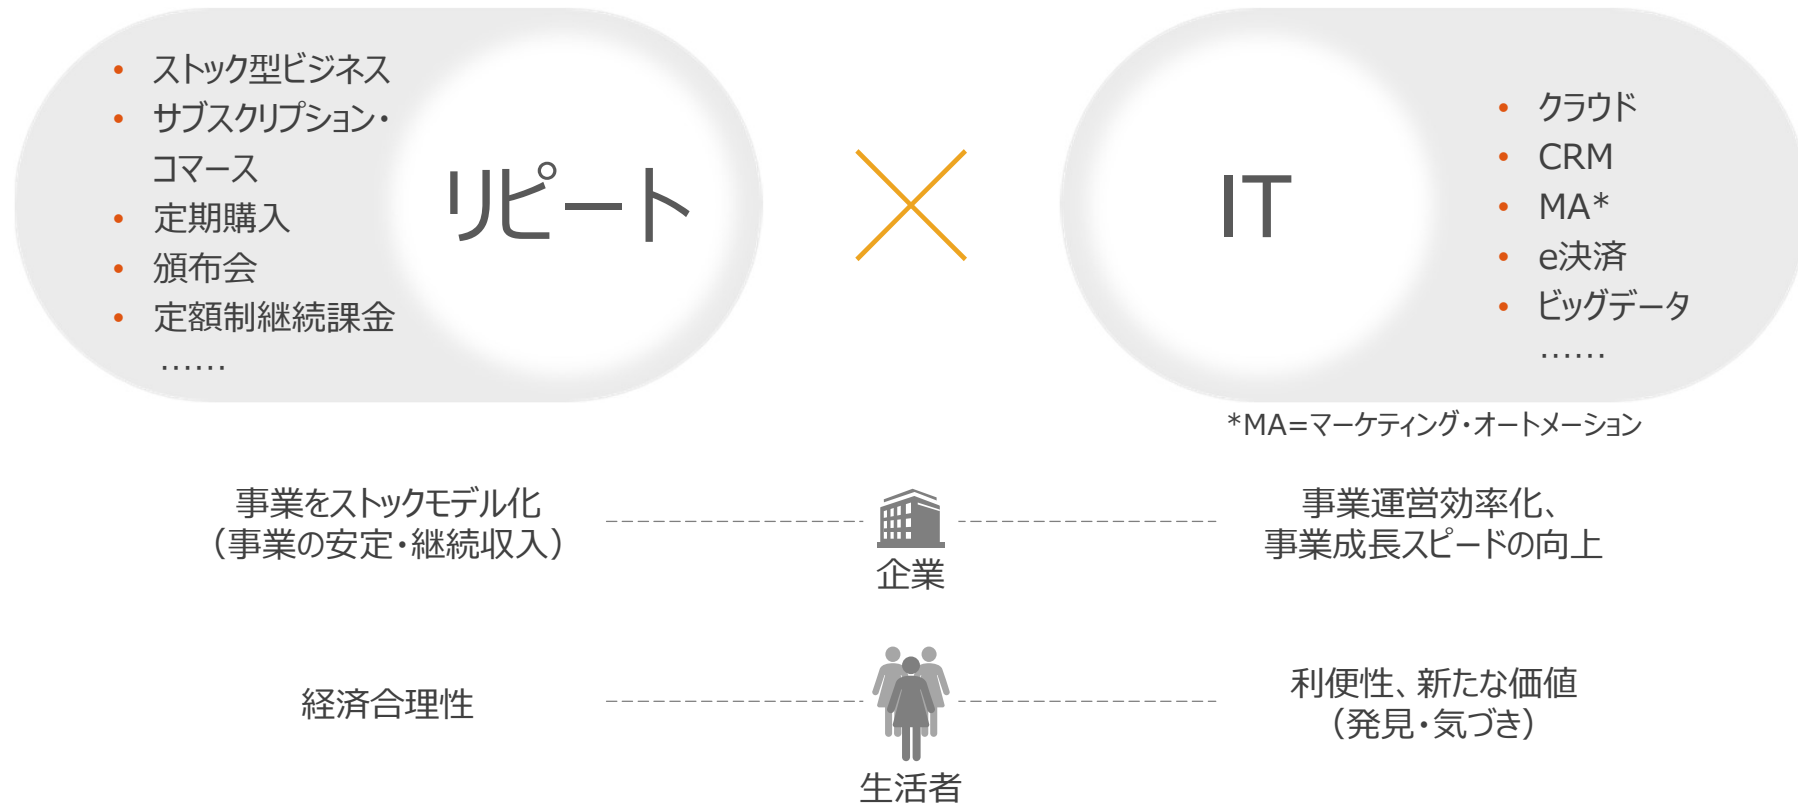 • ストック型ビジネス
• サブスクリプション・
コマース
• 定期購入
• 頒布会
• 定額制継続課金
……
リピート
IT
• クラウド
• CRM
• MA*
• e決済
• ビッグデータ
……
*MA=マーケティング・オートメーション
事業をストックモデル化
（事業の安定・継続収入）
企業
事業運営効率化、
事業成長スピードの向上
経済合理性
生活者
利便性、新たな価値
（発見・気づき）